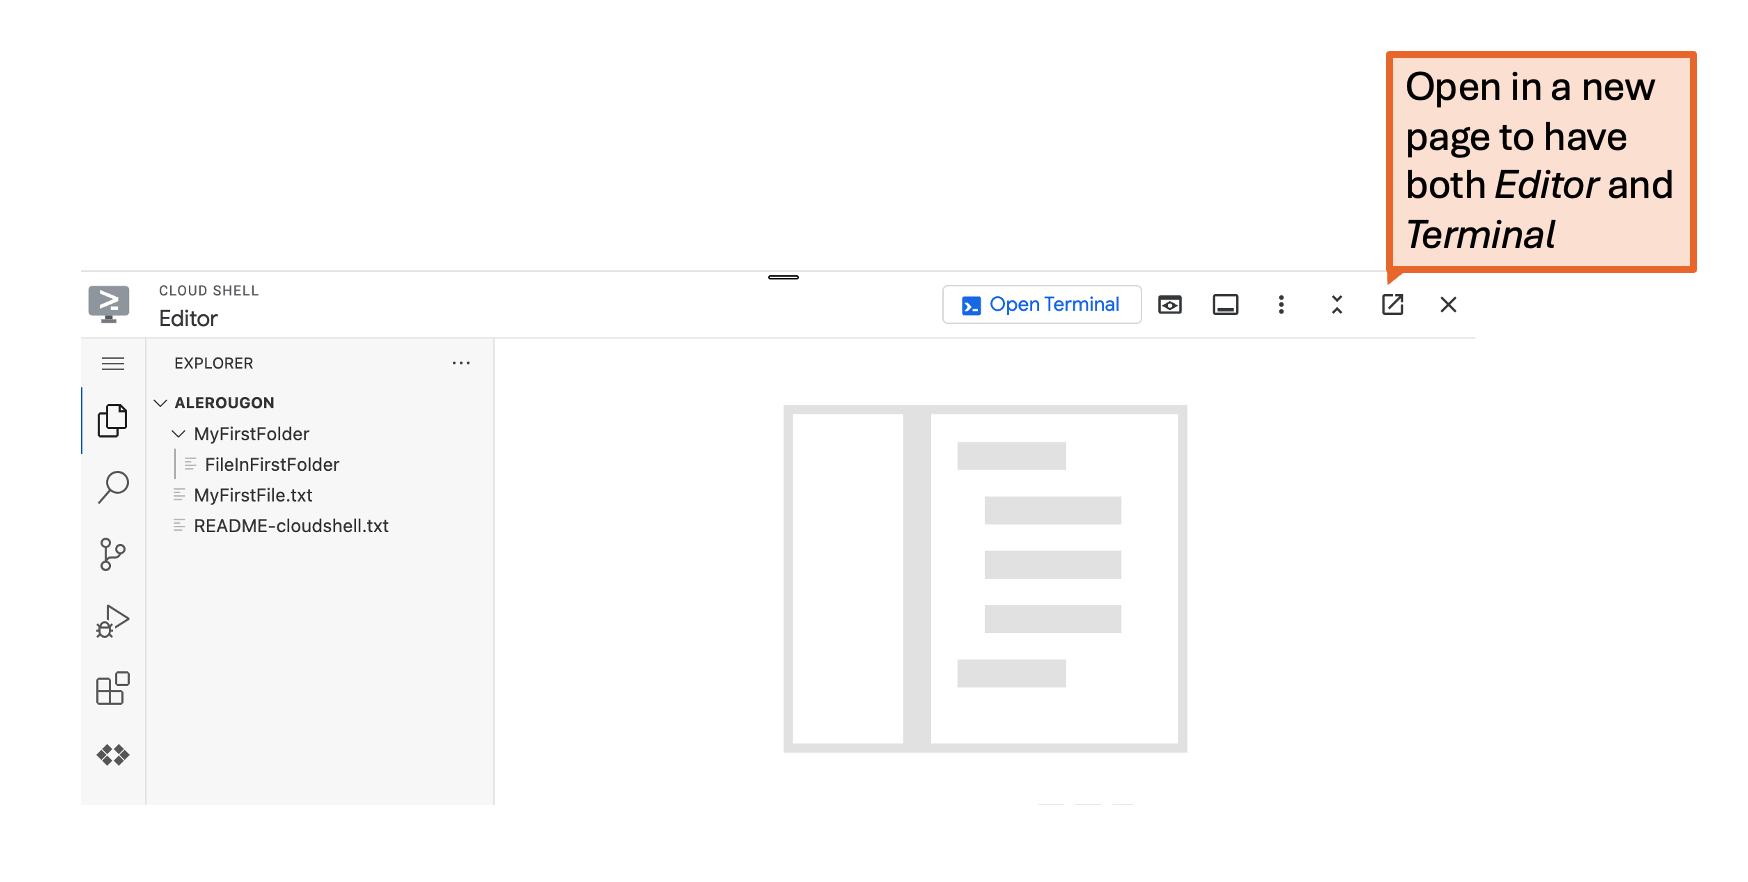 Open in a new
page to have
both Editor and
Terminal
CLOUD SHELL
Editor
Open Terminal
EXPLORER
ALEROUGON
MyFirstFolder
FileInFirstFolder
MyFirstFile.txt
README-cloudshell.txt